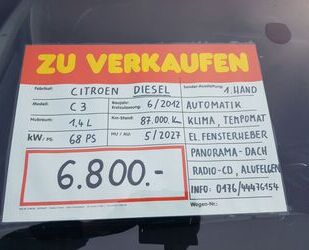 ZU VERKAUFEN
Fabrikat: CITROEN DIESEL
Sonder-Ausstattung: 1. HAND
Modell: C3
Baujahr: Erstzulassung: 6/2012
AUTOMATIK
Hubraum: 1.4L
Km-Stand: 87.000 Km
KLIMA, TEMPOMAT
kW/PS: 68 PS
HU/AU: 5/2027
EL. FENSTERHEBER
6.800.-
PANORAMA-DACH
RADIO-CD, ALUFELGEN
INFO: 0176/44476154
Wagen-Nr.: